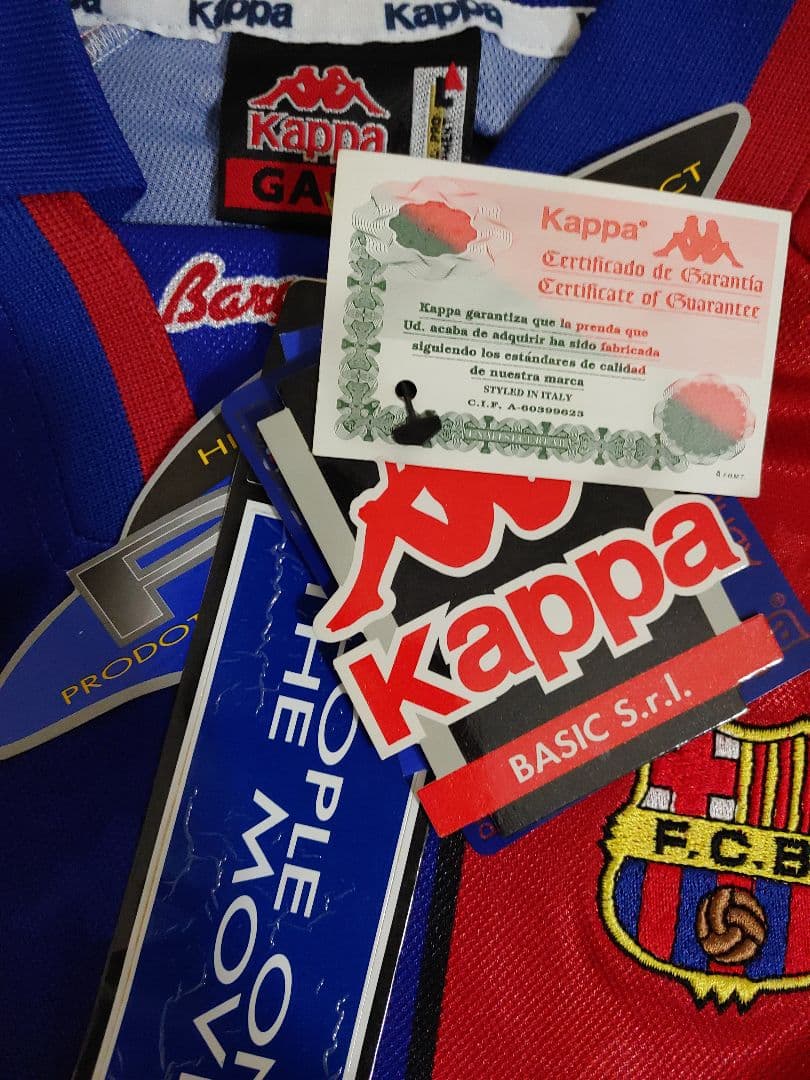 Kappa
Kappa
Kappa
L
Kappa®
Certificado de Garantía
Certificate of Guarantee
Kappa garantiza que la prenda que
Ud. acaba de adquirir ha sido fabricada
siguiendo los estándares de calidad
de nuestra marca
STYLED IN ITALY
C.I.F. A-60399623
PRODOT
Kappa
BASIC S.r.l.
PEOPLE ON
THE MOV
F.C.B